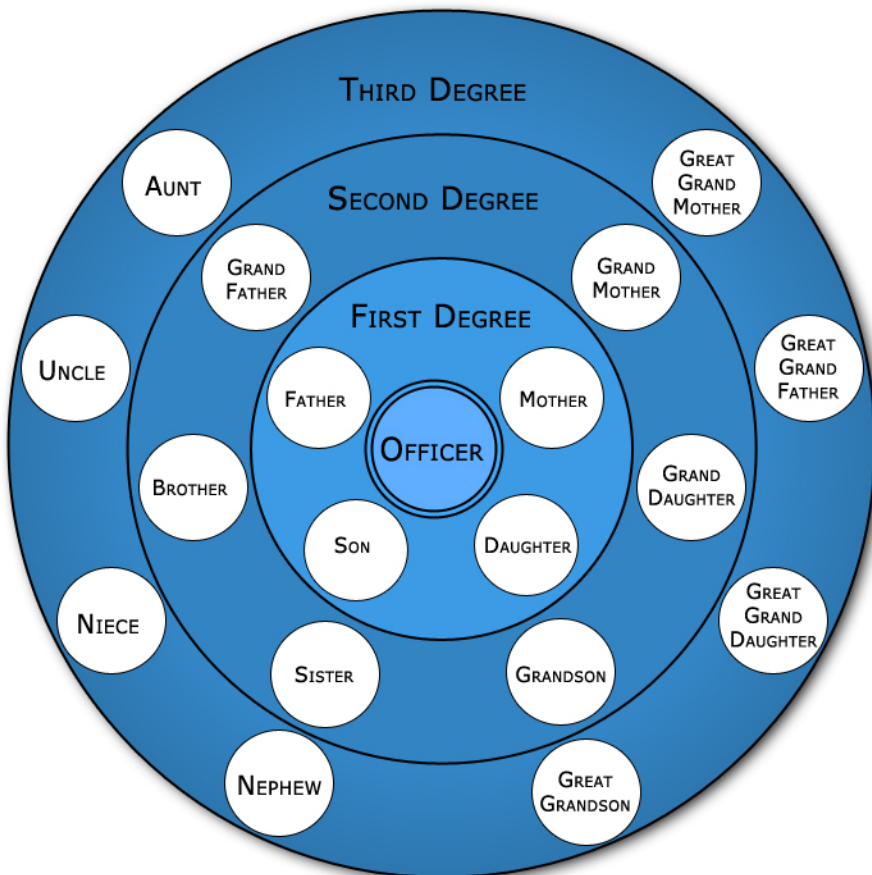 Third Degree
Aunt
Great
Grand
Mother
Second Degree
Grand
Father
Grand
Mother
First Degree
Uncle
Great
Grand
Father
Father
Mother
Officer
Brother
Grand
Daughter
Son
Daughter
Niece
Great
Grand
Daughter
Sister
Grandson
Nephew
Great
Grandson